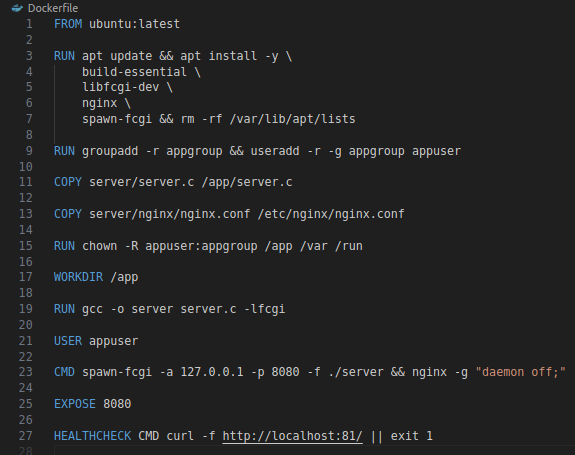 Dockerfile
1 FROM ubuntu:latest
2
3 RUN apt update && apt install -y \
4     build-essential \
5     libfcgi-dev \
6     nginx \
7     spawn-fcgi && rm -rf /var/lib/apt/lists
8
9 RUN groupadd -r appgroup && useradd -r -g appgroup appuser
10
11 COPY server/server.c /app/server.c
12
13 COPY server/nginx/nginx.conf /etc/nginx/nginx.conf
14
15 RUN chown -R appuser:appgroup /app /var /run
16
17 WORKDIR /app
18
19 RUN gcc -o server server.c -lfcgi
20
21 USER appuser
22
23 CMD spawn-fcgi -a 127.0.0.1 -p 8080 -f ./server && nginx -g "daemon off;"
24
25 EXPOSE 8080
26
27 HEALTHCHECK CMD curl -f http://localhost:81/ || exit 1
28